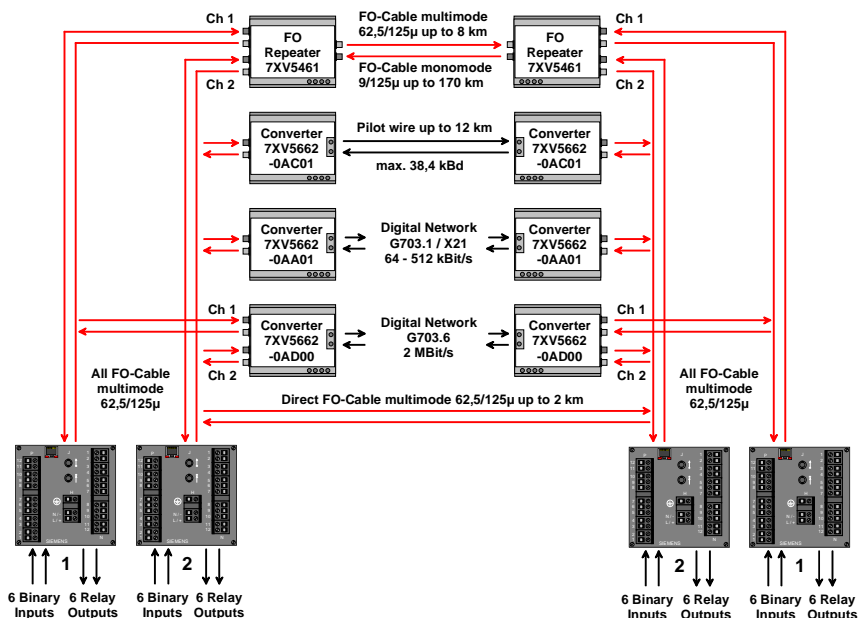 Ch 1
FO
Repeater
7XV5461
Ch 2
FO-Cable multimode
62,5/125µ up to 8 km
FO-Cable monomode
9/125µ up to 170 km
FO
Repeater
7XV5461
Ch 1
Ch 2
Converter
7XV5662
-0AC01
Pilot wire up to 12 km
max. 38,4 kBd
Converter
7XV5662
-0AC01
Converter
7XV5662
-0AA01
Digital Network
G703.1 / X21
64 - 512 kBit/s
Converter
7XV5662
-0AA01
Ch 1
Converter
7XV5662
-0AD00
Ch 2
Digital Network
G703.6
2 MBit/s
Converter
7XV5662
-0AD00
Ch 1
Ch 2
All FO-Cable
multimode
62,5/125µ
Direct FO-Cable multimode 62,5/125µ up to 2 km
All FO-Cable
multimode
62,5/125µ
SIEMENS
SIEMENS
SIEMENS
SIEMENS
1
2
2
1
6 Binary
Inputs
6 Relay
Outputs
6 Binary
Inputs
6 Relay
Outputs
6 Binary
Inputs
6 Relay
Outputs
6 Binary
Inputs
6 Relay
Outputs